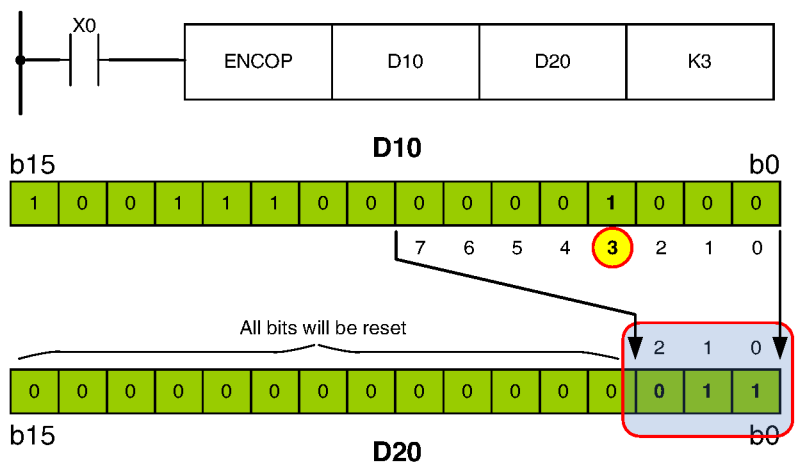 X0
ENCOP D10 D20 K3
D10
b15 b0
1 0 0 1 1 1 0 0 0 0 0 0 1 0 0 0
7 6 5 4 3 2 1 0
All bits will be reset
2 1 0
0 0 0 0 0 0 0 0 0 0 0 0 0 0 1 1
b15 b0
D20